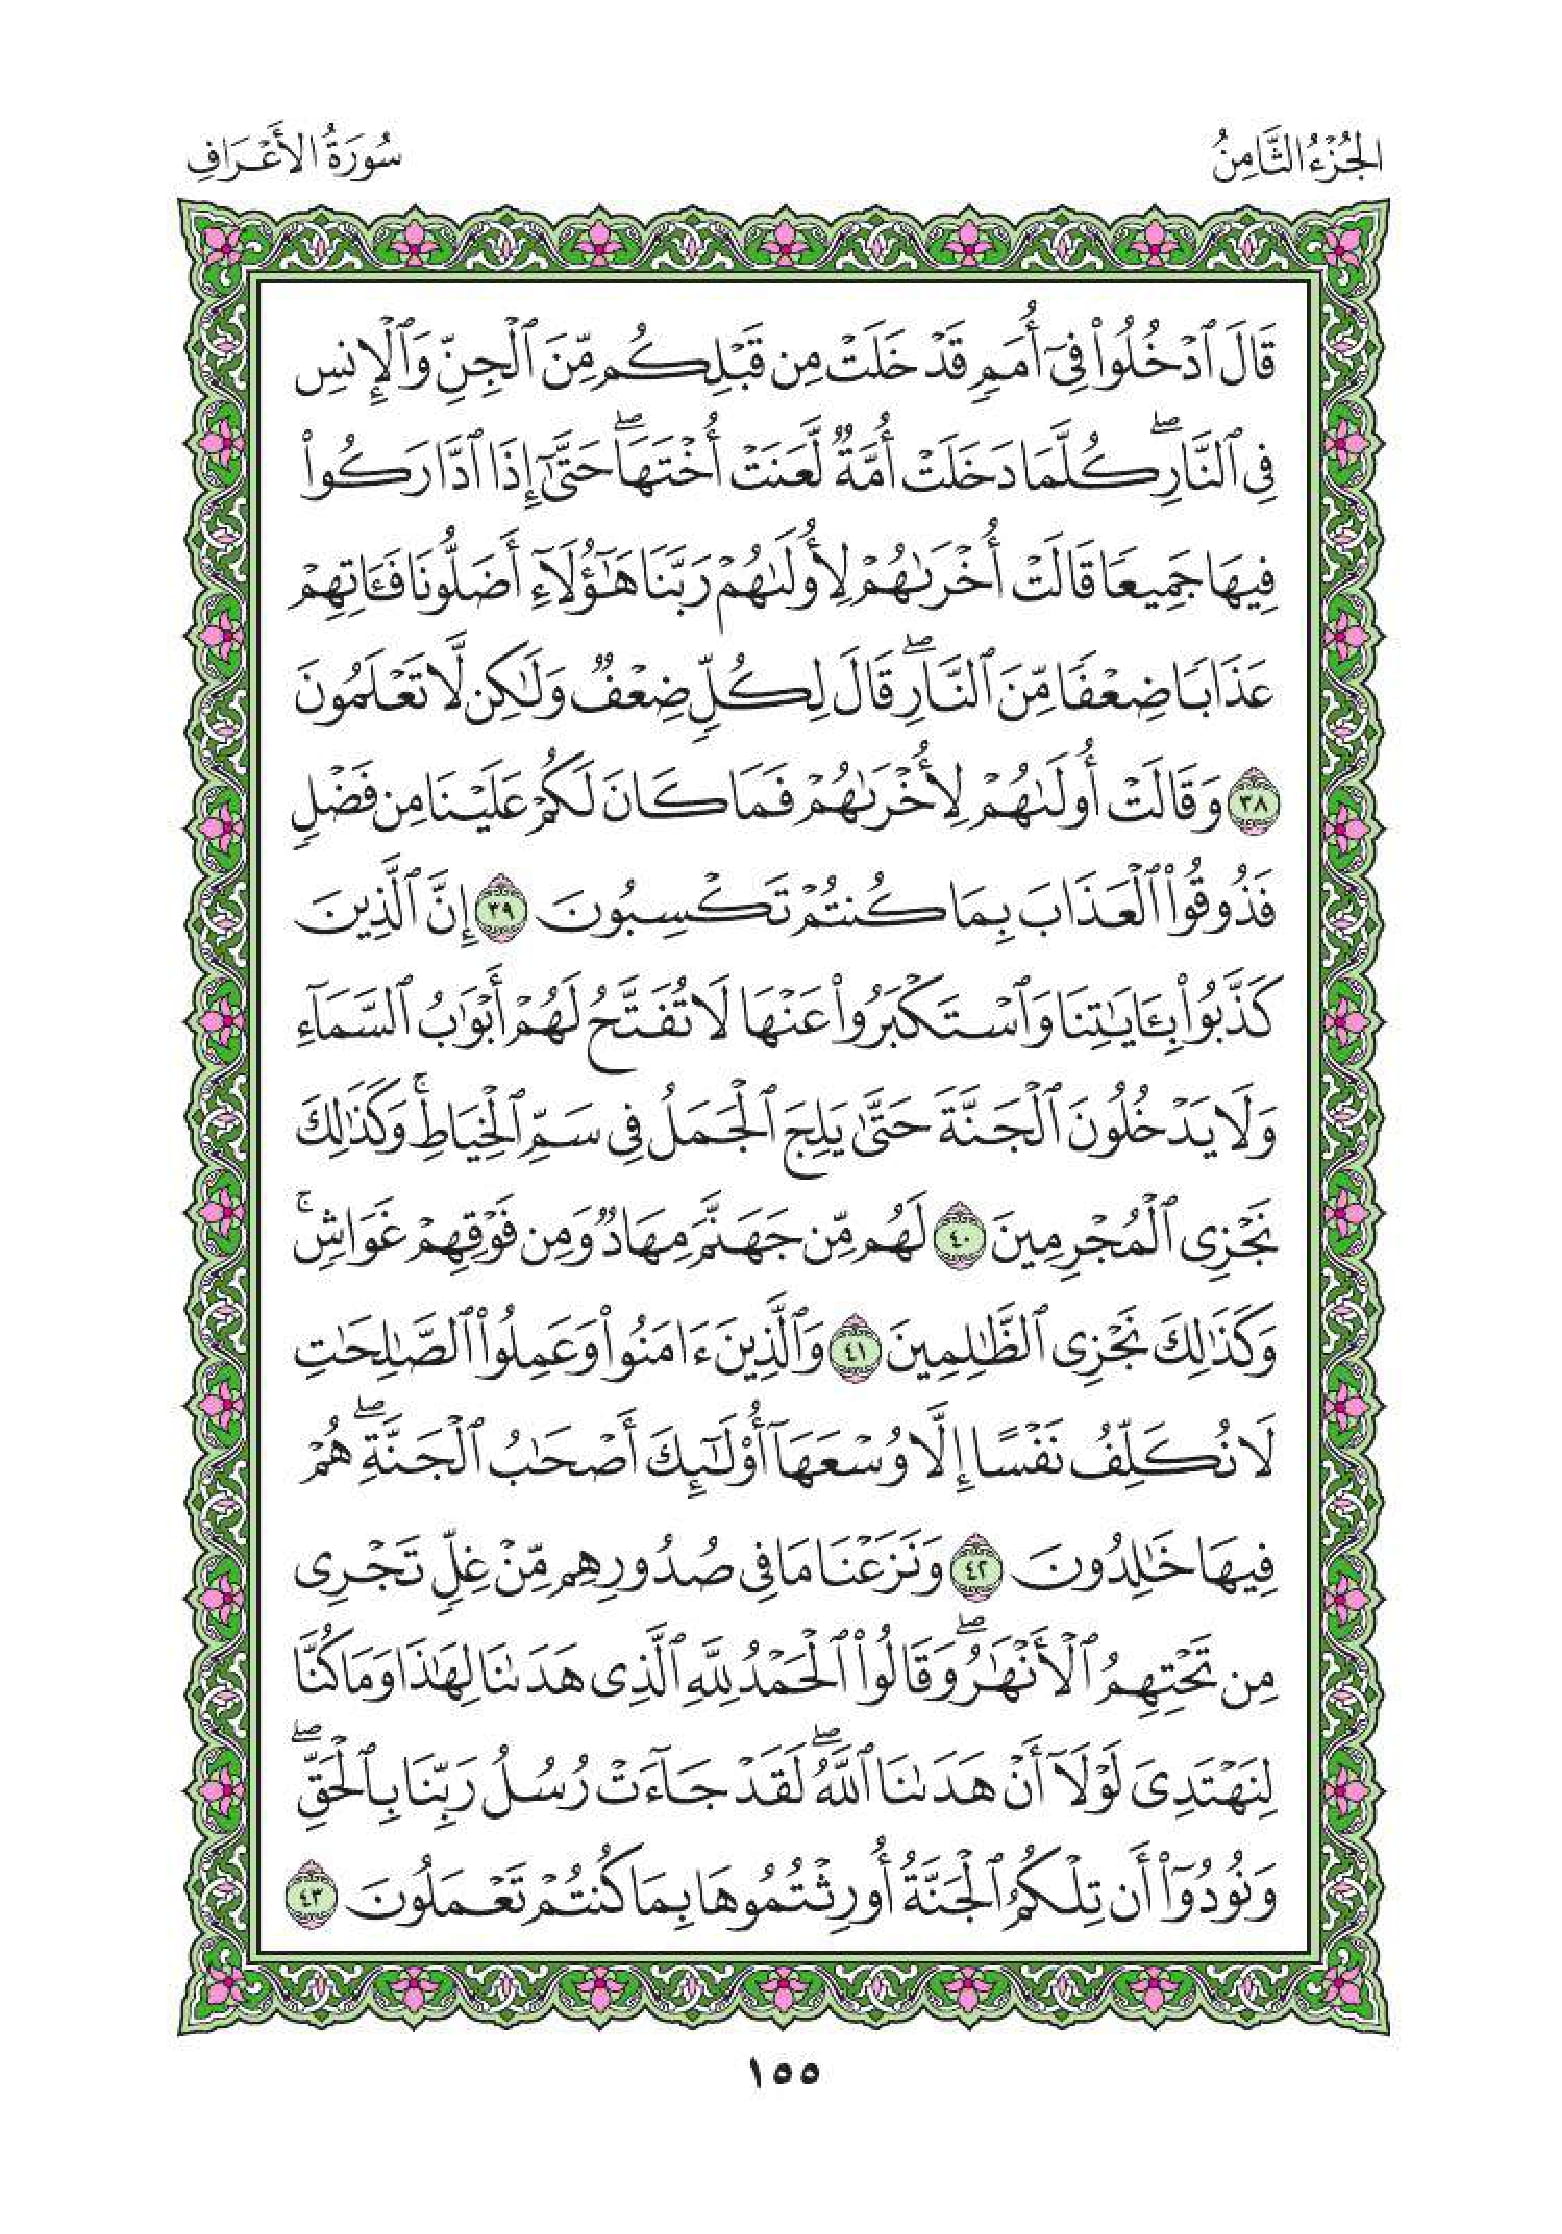 الجُزْءُ الثَّامِنُ
سُورَةُ الأَعْرَافِ
قَالَ ٱدْخُلُوا۟ فِىٓ أُمَمٍ قَدْ خَلَتْ مِن قَبْلِكُم مِّنَ ٱلْجِنِّ وَٱلْإِنسِ
فِى ٱلنَّارِ ۖ كُلَّمَا دَخَلَتْ أُمَّةٌ لَّعَنَتْ أُخْتَهَا ۖ حَتَّىٰٓ إِذَا ٱدَّارَكُوا۟
فِيهَا جَمِيعًا قَالَتْ أُخْرَىٰهُمْ لِأُولَىٰهُمْ رَبَّنَا هَـٰٓؤُلَآءِ أَضَلُّونَا فَـَٔاتِهِمْ
عَذَابًا ضِعْفًا مِّنَ ٱلنَّارِ ۖ قَالَ لِكُلٍّ ضِعْفٌ وَلَـٰكِن لَّا تَعْلَمُونَ
٣٨ وَقَالَتْ أُولَىٰهُمْ لِأُخْرَىٰهُمْ فَمَا كَانَ لَكُمْ عَلَيْنَا مِن فَضْلٍ
فَذُوقُوا۟ ٱلْعَذَابَ بِمَا كُنتُمْ تَكْسِبُونَ ٣٩ إِنَّ ٱلَّذِينَ
كَذَّبُوا۟ بِـَٔايَـٰتِنَا وَٱسْتَكْبَرُوا۟ عَنْهَا لَا تُفَتَّحُ لَهُمْ أَبْوَٰبُ ٱلسَّمَآءِ
وَلَا يَدْخُلُونَ ٱلْجَنَّةَ حَتَّىٰ يَلِجَ ٱلْجَمَلُ فِى سَمِّ ٱلْخِيَاطِ ۚ وَكَذَٰلِكَ
نَجْزِى ٱلْمُجْرِمِينَ ٤٠ لَهُم مِّن جَهَنَّمَ مِهَادٌ وَمِن فَوْقِهِمْ غَوَاشٍ ۚ
وَكَذَٰلِكَ نَجْزِى ٱلظَّـٰلِمِينَ ٤١ وَٱلَّذِينَ ءَامَنُوا۟ وَعَمِلُوا۟ ٱلصَّـٰلِحَـٰتِ
لَا نُكَلِّفُ نَفْسًا إِلَّا وُسْعَهَآ أُو۟لَـٰٓئِكَ أَصْحَـٰبُ ٱلْجَنَّةِ ۖ هُمْ
فِيهَا خَـٰلِدُونَ ٤٢ وَنَزَعْنَا مَا فِى صُدُورِهِم مِّنْ غِلٍّ تَجْرِى
مِن تَحْتِهِمُ ٱلْأَنْهَـٰرُ ۖ وَقَالُوا۟ ٱلْحَمْدُ لِلَّهِ ٱلَّذِى هَدَىٰنَا لِهَـٰذَا وَمَا كُنَّا
لِنَهْتَدِىَ لَوْلَآ أَنْ هَدَىٰنَا ٱللَّهُ ۖ لَقَدْ جَآءَتْ رُسُلُ رَبِّنَا بِٱلْحَقِّ ۖ
وَنُودُوٓا۟ أَن تِلْكُمُ ٱلْجَنَّةُ أُورِثْتُمُوهَا بِمَا كُنتُمْ تَعْمَلُونَ ٤٣
١٥٥